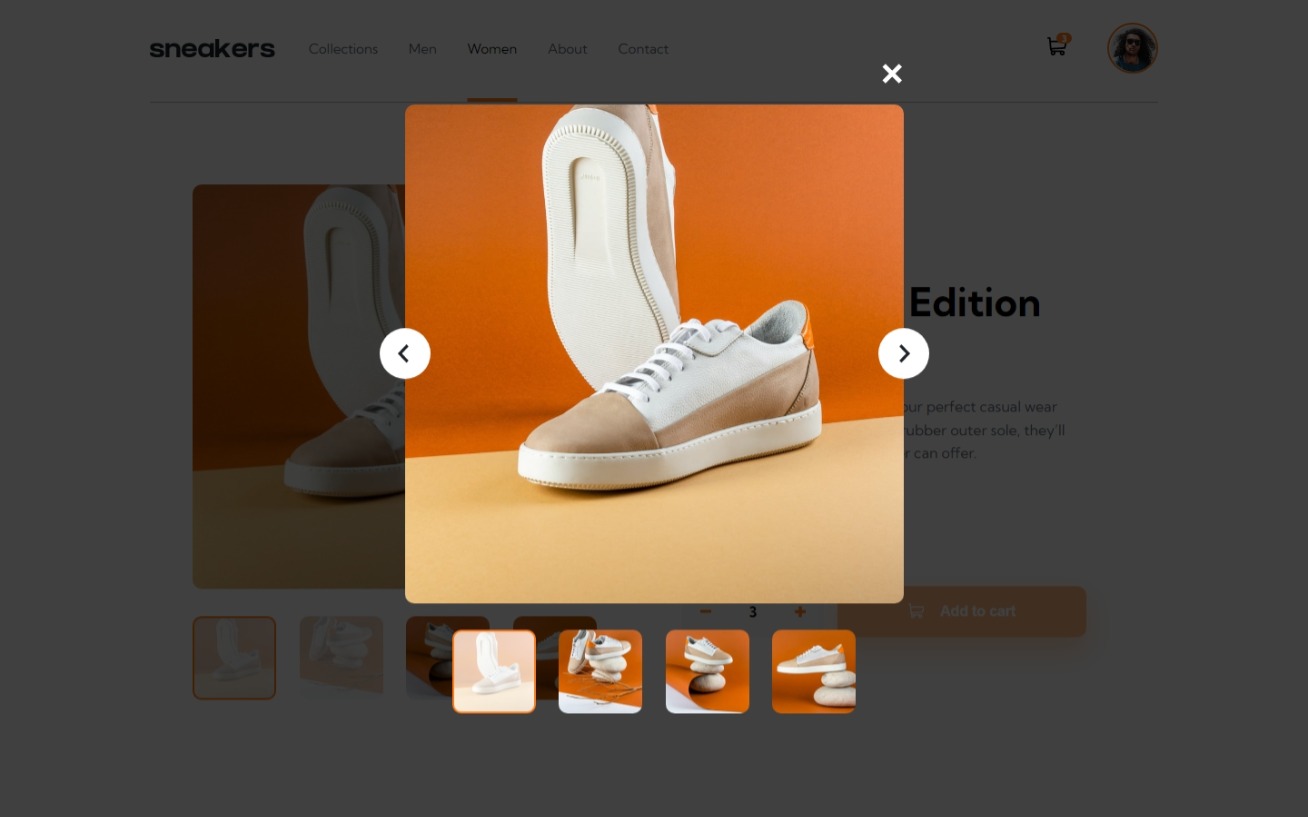 sneakers
Collections
Men
Women
About
Contact
3
Edition
our perfect casual wear
rubber outer sole, they'll
can offer.
3
Add to cart